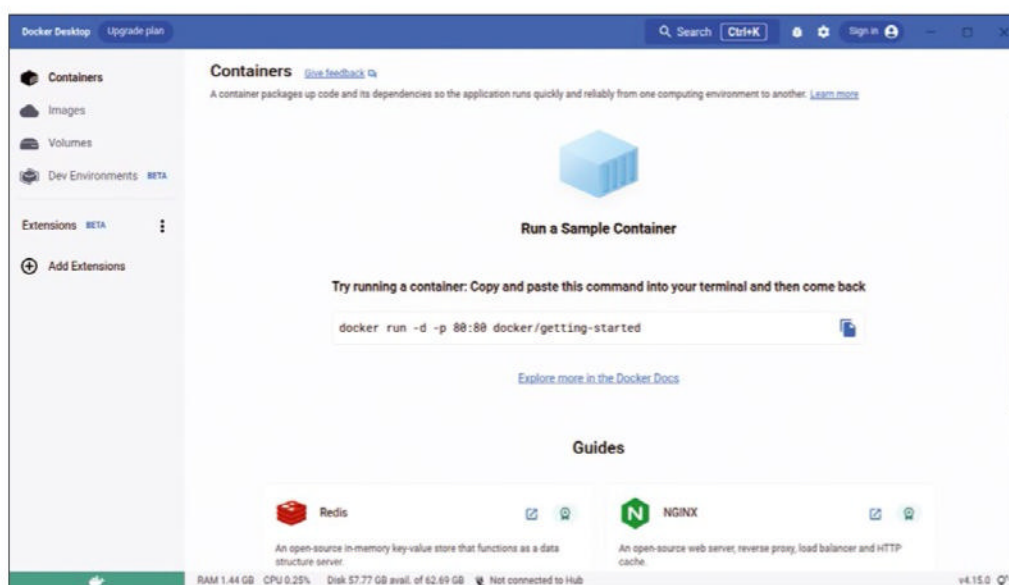 Docker Desktop Upgrade plan Search Ctrl+K Sign in
Containers
Images
Volumes
Dev Environments BETA
Extensions BETA
Add Extensions
Containers Give feedback
A container packages up code and its dependencies so the application runs quickly and reliably from one computing environment to another. Learn more
Run a Sample Container
Try running a container: Copy and paste this command into your terminal and then come back
docker run -d -p 80:80 docker/getting-started
Explore more in the Docker Docs
Guides
Redis
An open-source in-memory key-value store that functions as a data
structure server.
NGINX
An open-source web server, reverse proxy, load balancer and HTTP
cache.
RAM 1.44 GB CPU 0.25% Disk 57.77 GB avail. of 62.69 GB Not connected to Hub v4.15.0